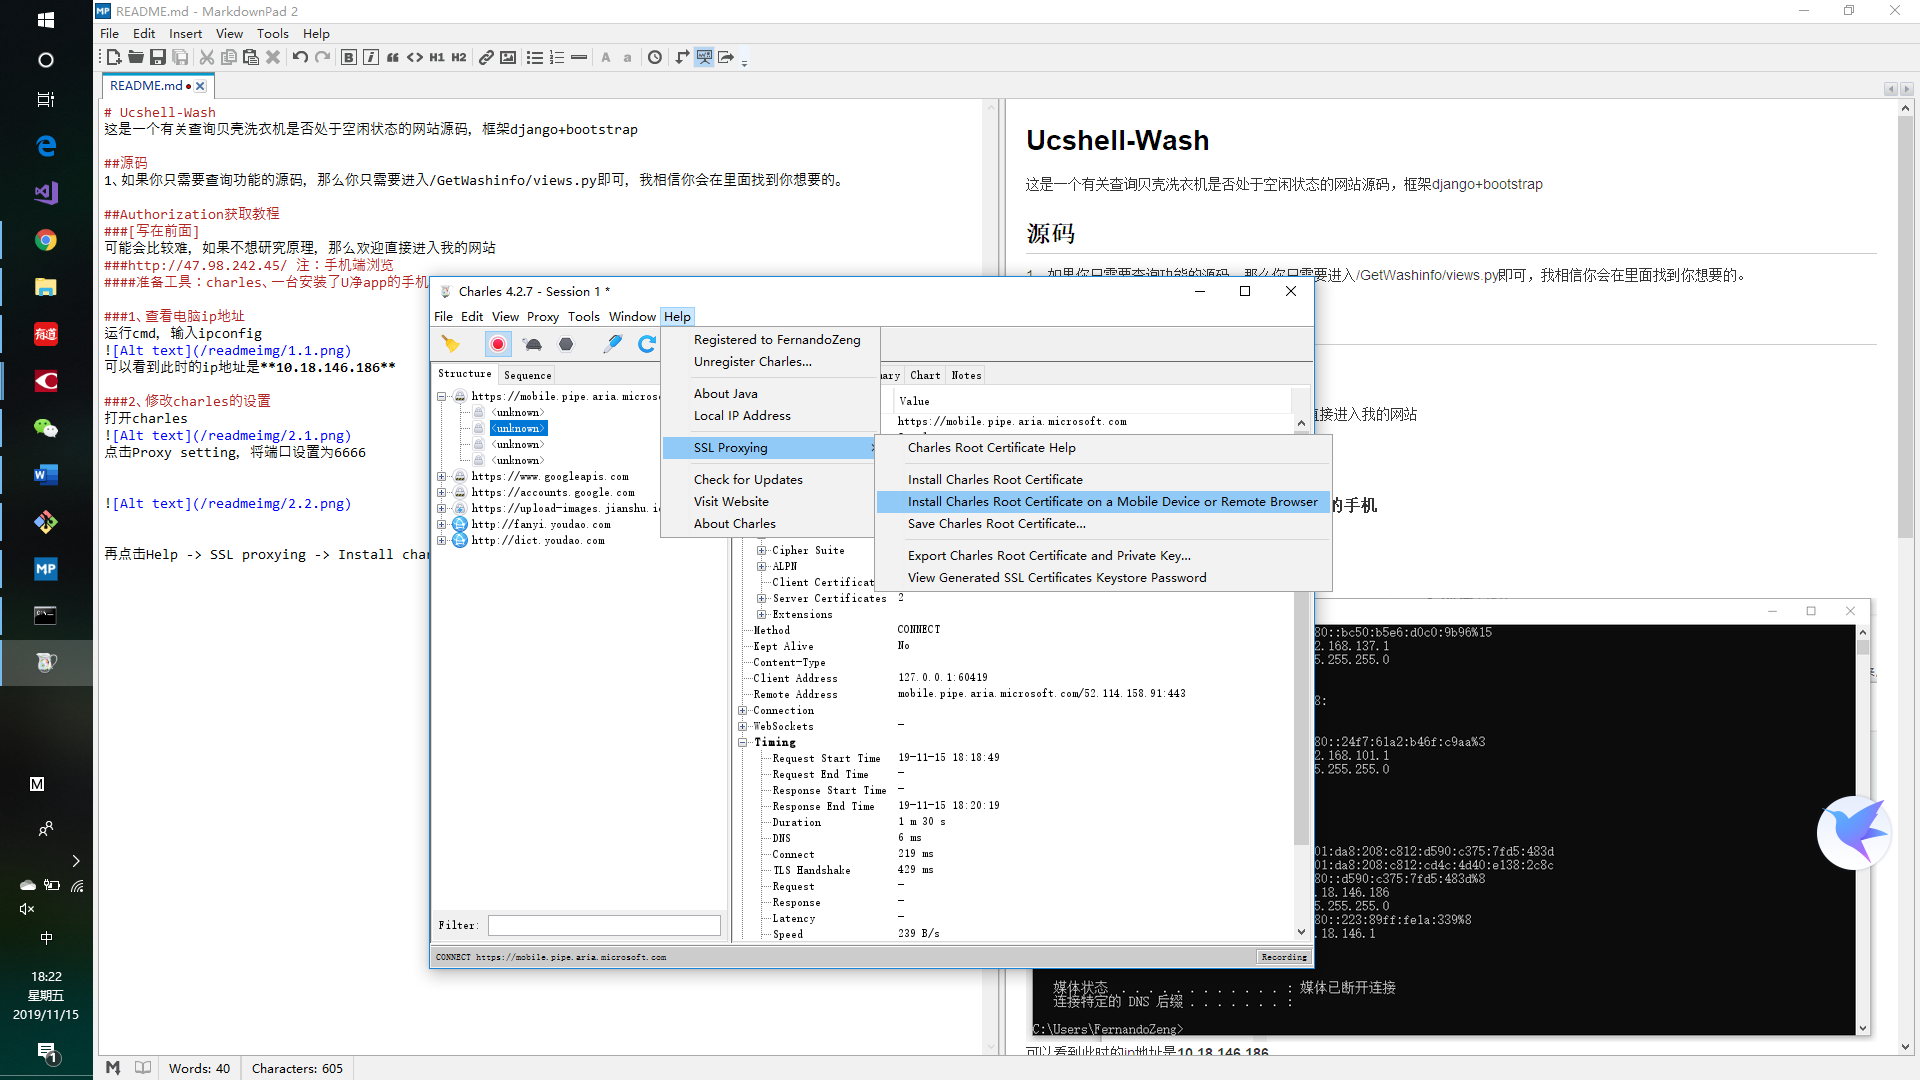 README.md - MarkdownPad 2
File Edit Insert View Tools Help
README.md
# Ucshell-Wash
这是一个有关查询贝壳洗衣机是否处于空闲状态的网站源码, 框架django+bootstrap
##源码
1、如果你只需要查询功能的源码, 那么你只需要进入/GetWashinfo/views.py即可, 我相信你会在里面找到你想要的。
##Authorization获取教程
###[写在前面]
可能会比较难, 如果不想研究原理, 那么欢迎直接进入我的网站
###http://47.98.242.45/ 注：手机端浏览
####准备工具：charles、一台安装了U净app的手机
###1、查看电脑ip地址
运行cmd, 输入ipconfig
![Alt text](/readmeimg/1.1.png)
可以看到此时的ip地址是**10.18.146.186**
###2、修改charles的设置
打开charles
![Alt text](/readmeimg/2.1.png)
点击Proxy setting, 将端口设置为6666
![Alt text](/readmeimg/2.2.png)
再点击Help -> SSL proxying -> Install char
Ucshell-Wash
这是一个有关查询贝壳洗衣机是否处于空闲状态的网站源码，框架django+bootstrap
源码
1、如果你只需要查询功能的源码，那么你只需要进入/GetWashinfo/views.py即可，我相信你会在里面找到你想要的。
直接进入我的网站
的手机
Charles 4.2.7 - Session 1 *
File Edit View Proxy Tools Window Help
Registered to FernandoZeng
Unregister Charles...
About Java
Local IP Address
SSL Proxying
Check for Updates
Visit Website
About Charles
Charles Root Certificate Help
Install Charles Root Certificate
Install Charles Root Certificate on a Mobile Device or Remote Browser
Save Charles Root Certificate...
Export Charles Root Certificate and Private Key...
View Generated SSL Certificates Keystore Password
Structure Sequence
https://mobile.pipe.aria.micros
<unknown>
<unknown>
<unknown>
<unknown>
https://www.googleapis.com
https://accounts.google.com
https://upload-images.jianshu.i
http://fanyi.youdao.com
http://dict.youdao.com
Filter:
ary Chart Notes
Value
https://mobile.pipe.aria.microsoft.com
Cipher Suite
ALPN
Client Certificat
Server Certificates 2
Extensions
Method CONNECT
Kept Alive No
Content-Type
Client Address 127.0.0.1:60419
Remote Address mobile.pipe.aria.microsoft.com/52.114.158.91:443
Connection
WebSockets —
Timing
Request Start Time 19-11-15 18:18:49
Request End Time —
Response Start Time —
Response End Time 19-11-15 18:20:19
Duration 1 m 30 s
DNS 6 ms
Connect 219 ms
TLS Handshake 429 ms
Request —
Response —
Latency —
Speed 239 B/s
CONNECT https://mobile.pipe.aria.microsoft.com
Recording
80::bc50:b5e6:d0c0:9b96%15
2.168.137.1
5.255.255.0
8:
80::24f7:61a2:b46f:c9aa%3
2.168.101.1
5.255.255.0
01:da8:208:c812:d590:c375:7fd5:483d
01:da8:208:c812:cd4c:4d40:e138:2c8c
80::d590:c375:7fd5:483d%8
.18.146.186
5.255.255.0
80::223:89ff:fe1a:339%8
.18.146.1
媒体状态 . . . . . . . . . . . . : 媒体已断开连接
连接特定的 DNS 后缀 . . . . . . . :
C:\Users\FernandoZeng>
可以看到此时的ip地址是10.18.146.186
Words: 40 Characters: 605
有道
MP
中
18:22
星期五
2019/11/15
1